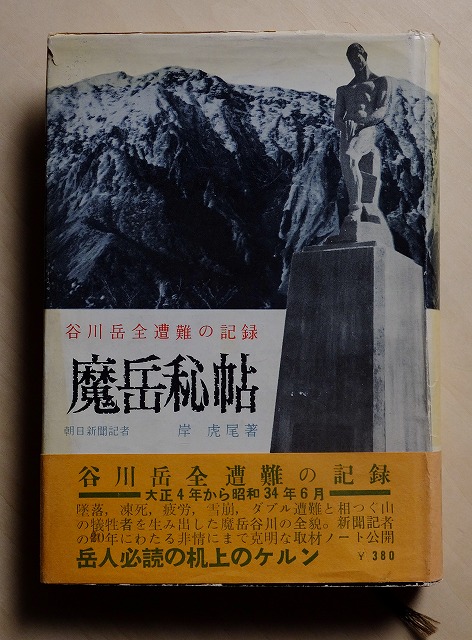 谷川岳全遭難の記録
魔岳秘帖
朝日新聞記者 岸虎尾著
谷川岳全遭難の記録
大正4年から昭和34年6月
墜落，凍死，疲労，雪崩，ダブル遭難と相つぐ山
の犠牲者を生み出した魔岳谷川の全貌。新聞記者
の20年にわたる非情にまで克明な取材ノート公開
岳人必読の机上のケルン ￥380